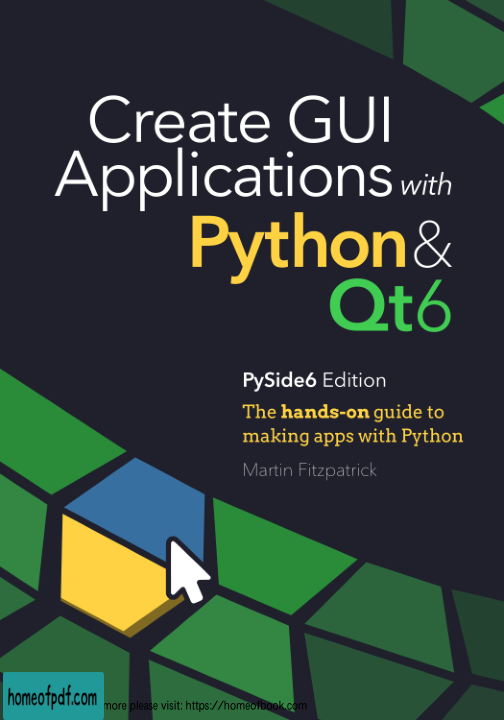 Create GUI
Applications with
Python &
Qt6
PySide6 Edition
The hands-on guide to
making apps with Python
Martin Fitzpatrick
homeofpdf.com
more please visit: https://homeofbook.com